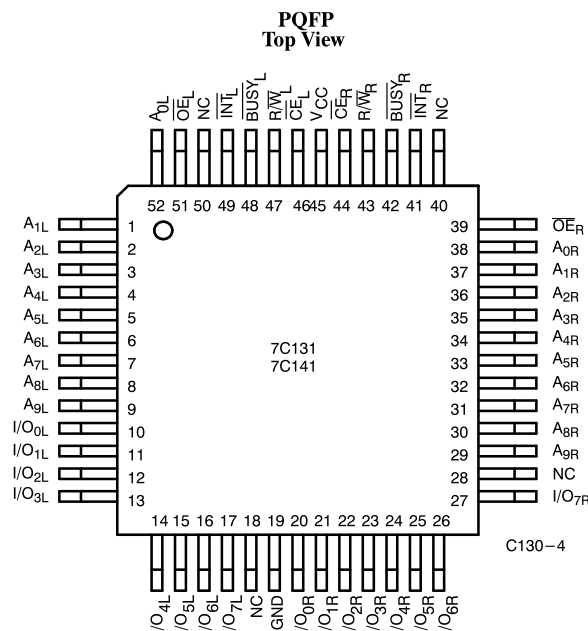 PQFP
Top View
A0L
OEL
NC
INTL
BUSYL
R/WL
CEL
VCC
CER
R/WR
BUSYR
INTR
NC
52 51 50 49 48 47 46 45 44 43 42 41 40
A1L 1 39 OER
A2L 2 38 A0R
A3L 3 37 A1R
A4L 4 36 A2R
A5L 5 35 A3R
A6L 6 34 A4R
7C131
A7L 7 33 A5R
7C141
A8L 8 32 A6R
A9L 9 31 A7R
I/O0L 10 30 A8R
I/O1L 11 29 A9R
I/O2L 12 28 NC
I/O3L 13 27 I/O7R
14 15 16 17 18 19 20 21 22 23 24 25 26
C130-4
/O4L
/O5L
/O6L
/O7L
NC
GND
/O0R
/O1R
/O2R
/O3R
/O4R
/O5R
/O6R